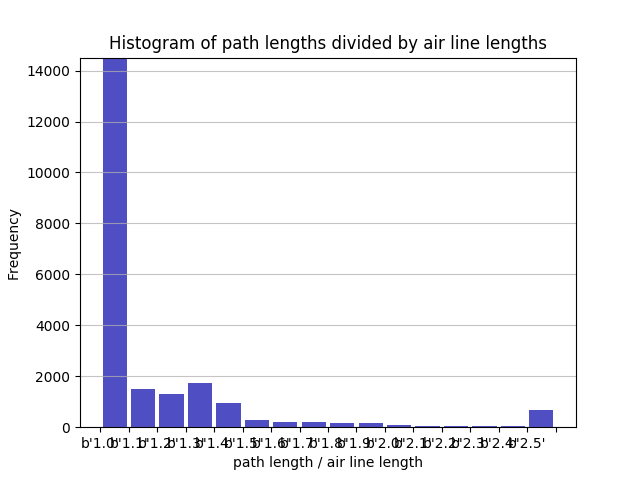 Histogram of path lengths divided by air line lengths
14000
12000
10000
8000
6000
4000
2000
0
Frequency
b'1.0' b'1.1' b'1.2' b'1.3' b'1.4' b'1.5' b'1.6' b'1.7' b'1.8' b'1.9' b'2.0' b'2.1' b'2.2' b'2.3' b'2.4' b'2.5'
path length / air line length